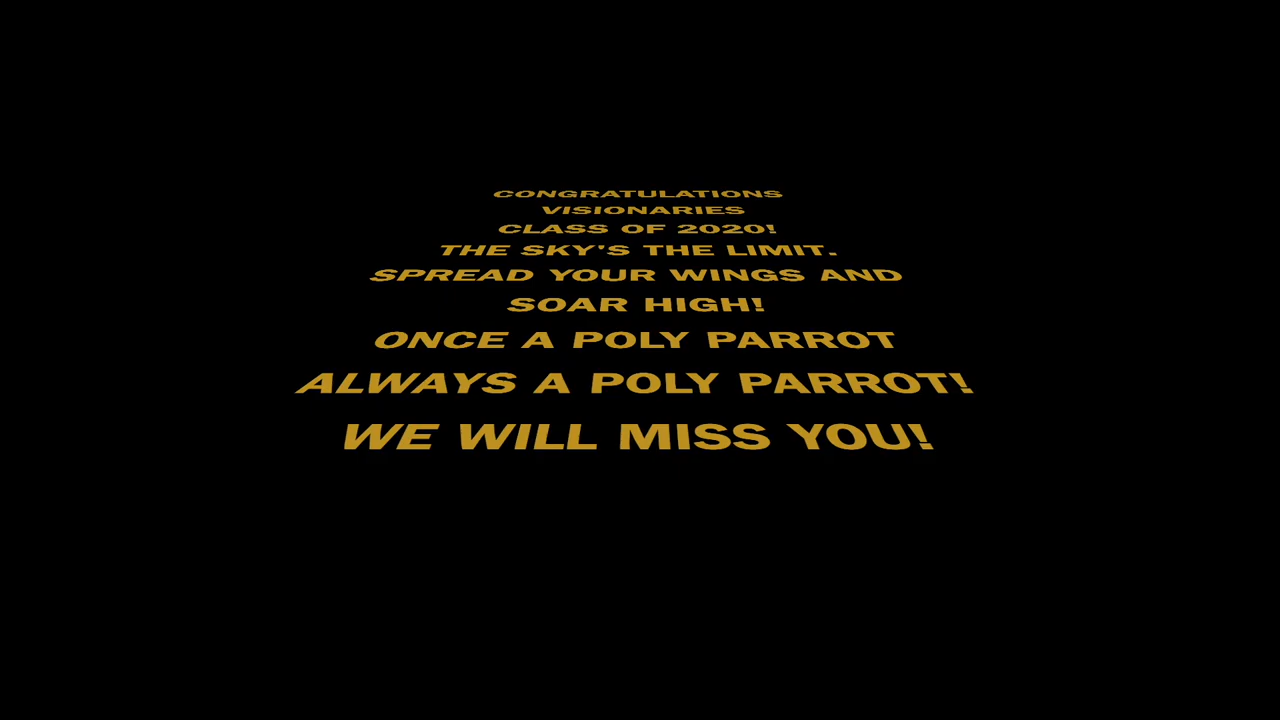 CONGRATULATIONS
VISIONARIES
CLASS OF 2020!
THE SKY'S THE LIMIT.
SPREAD YOUR WINGS AND
SOAR HIGH!
ONCE A POLY PARROT
ALWAYS A POLY PARROT!
WE WILL MISS YOU!